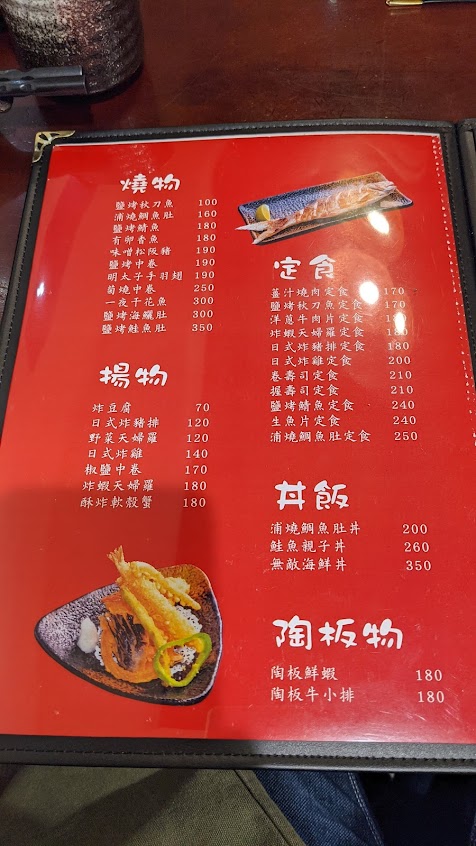 燒物
鹽烤秋刀魚 100
浦燒鯛魚肚 160
鹽烤鯖魚 180
有卵香魚 180
味噌松阪豬 190
鹽烤中卷 190
明太子手羽翅 190
蒲燒中卷 250
一夜干花魚 300
鹽烤海鱺肚 300
鹽烤鮭魚肚 350
揚物
炸豆腐 70
日式炸豬排 120
野菜天婦羅 120
日式炸雞 140
椒鹽中卷 170
炸蝦天婦羅 180
酥炸軟殼蟹 180
定食
薑汁燒肉定食 170
鹽烤秋刀魚定食 170
洋蔥牛肉片定食 180
炸蝦天婦羅定食 180
日式炸豬排定食 180
日式炸雞定食 200
卷壽司定食 210
握壽司定食 210
鹽烤鯖魚定食 240
生魚片定食 240
浦燒鯛魚肚定食 250
丼飯
浦燒鯛魚肚丼 200
鮭魚親子丼 260
無敵海鮮丼 350
陶板物
陶板鮮蝦 180
陶板牛小排 180